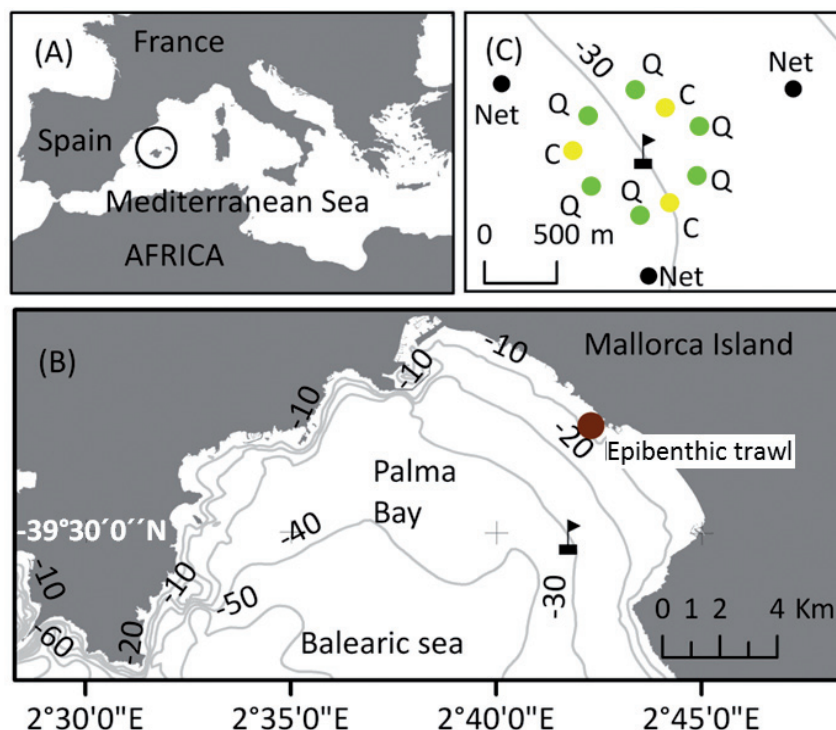 (A)
France
Spain
Mediterranean Sea
AFRICA
(C)
-30
Net
Net
Q
C
Q
Q
C
Q
Q
Q
C
0 500 m
Net
(B)
-10
-10
-10
Mallorca Island
-20
Epibenthic trawl
Palma
Bay
-39°30´0´´N
-40
-10
-10
-50
-30
-60
-20
Balearic sea
0 1 2 4 Km
2°30'0"E 2°35'0"E 2°40'0"E 2°45'0"E